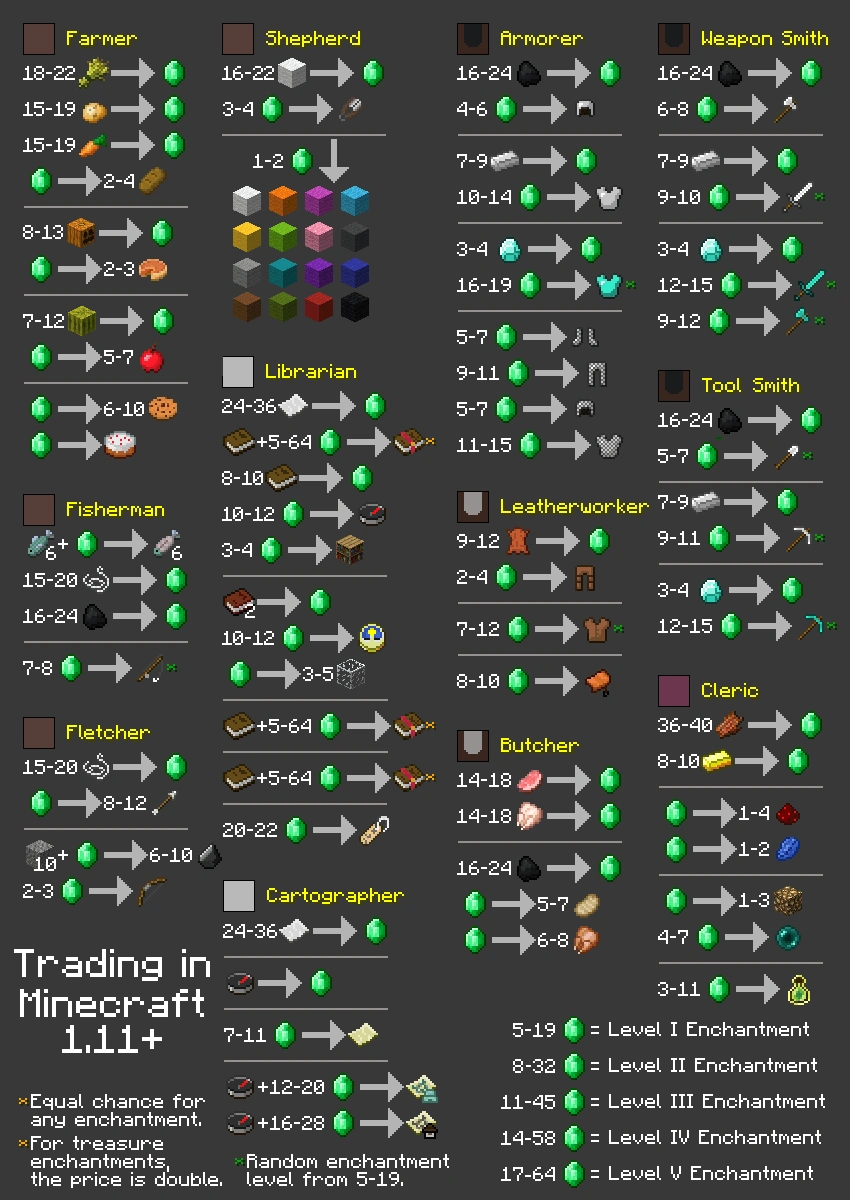 Farmer
18-22
15-19
15-19
2-4
8-13
2-3
7-12
5-7
6-10
Fisherman
6+ 6
15-20
16-24
7-8 ×
Fletcher
15-20
8-12
10+ 6-10
2-3
Trading in
Minecraft
1.11+
×Equal chance for
any enchantment.
×For treasure
enchantments,
the price is double.
Shepherd
16-22
3-4
1-2
Librarian
24-36
+5-64 ×
8-10
10-12
3-4
2
10-12
3-5
+5-64 ×
+5-64 ×
20-22
Cartographer
24-36
7-11
+12-20
+16-28
×Random enchantment
level from 5-19.
Armorer
16-24
4-6
7-9
10-14
3-4
16-19 ×
5-7
9-11
5-7
11-15
Leatherworker
9-12
2-4
7-12 ×
8-10
Butcher
14-18
14-18
16-24
5-7
6-8
Weapon Smith
16-24
6-8
7-9
9-10 ×
3-4
12-15 ×
9-12 ×
Tool Smith
16-24
5-7 ×
7-9
9-11 ×
3-4
12-15 ×
Cleric
36-40
8-10
1-4
1-2
1-3
4-7
3-11
5-19 = Level I Enchantment
8-32 = Level II Enchantment
11-45 = Level III Enchantment
14-58 = Level IV Enchantment
17-64 = Level V Enchantment